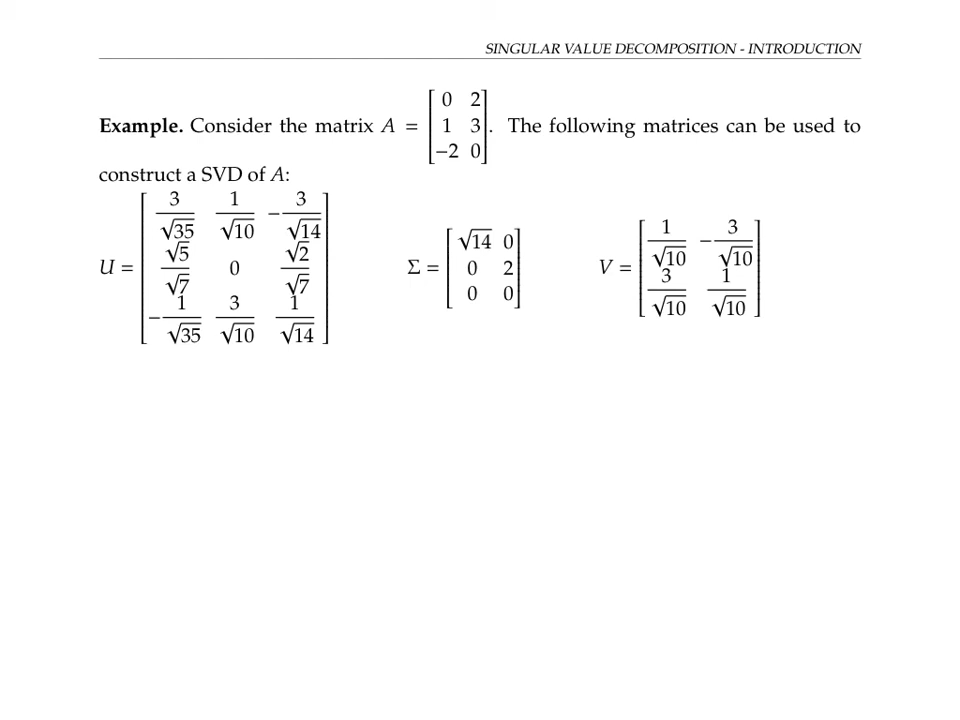 SINGULAR VALUE DECOMPOSITION - INTRODUCTION
Example. Consider the matrix A = [0 2; 1 3; −2 0]. The following matrices can be used to
construct a SVD of A:
U = [3/√35 1/√10 −3/√14; √5/√7 0 √2/√7; −1/√35 3/√10 1/√14] Σ = [√14 0; 0 2; 0 0] V = [1/√10 −3/√10; 3/√10 1/√10]